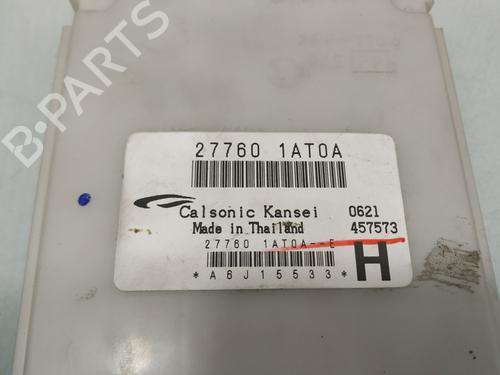 B-PARTS
27760 1AT0A
Calsonic Kansei 0621
Made in Thailand 457573
27760 1AT0A--E
H
*A6J15533*